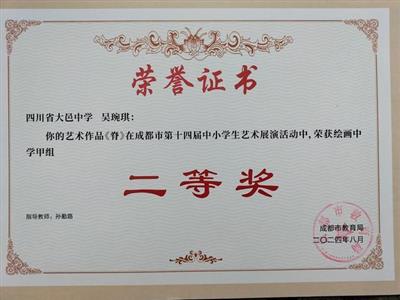 荣誉证书
四川省大邑中学 吴琬琪:
你的艺术作品《脊》在成都市第十四届中小学生艺术展演活动中,荣获绘画中
学甲组
二等奖
指导教师:孙勤路
成都市教育局
二〇二四年八月